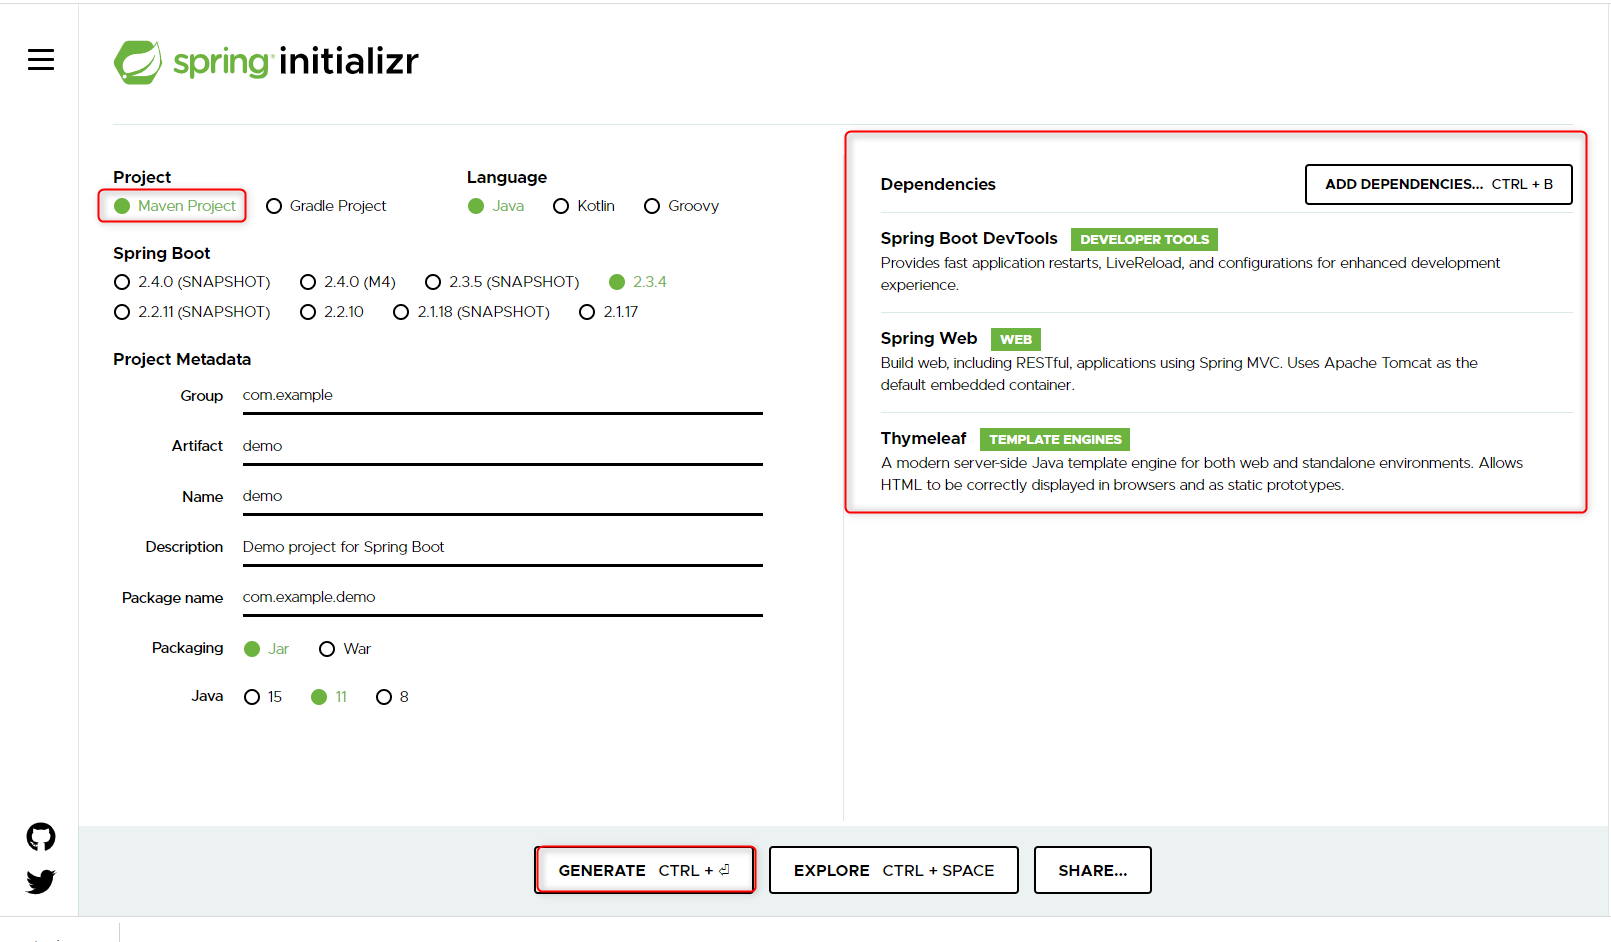 spring initializr
Project
Maven Project
Gradle Project
Language
Java
Kotlin
Groovy
Spring Boot
2.4.0 (SNAPSHOT)
2.4.0 (M4)
2.3.5 (SNAPSHOT)
2.3.4
2.2.11 (SNAPSHOT)
2.2.10
2.1.18 (SNAPSHOT)
2.1.17
Project Metadata
Group com.example
Artifact demo
Name demo
Description Demo project for Spring Boot
Package name com.example.demo
Packaging Jar War
Java 15 11 8
Dependencies
ADD DEPENDENCIES... CTRL + B
Spring Boot DevTools DEVELOPER TOOLS
Provides fast application restarts, LiveReload, and configurations for enhanced development
experience.
Spring Web WEB
Build web, including RESTful, applications using Spring MVC. Uses Apache Tomcat as the
default embedded container.
Thymeleaf TEMPLATE ENGINES
A modern server-side Java template engine for both web and standalone environments. Allows
HTML to be correctly displayed in browsers and as static prototypes.
GENERATE CTRL + ⏎
EXPLORE CTRL + SPACE
SHARE...